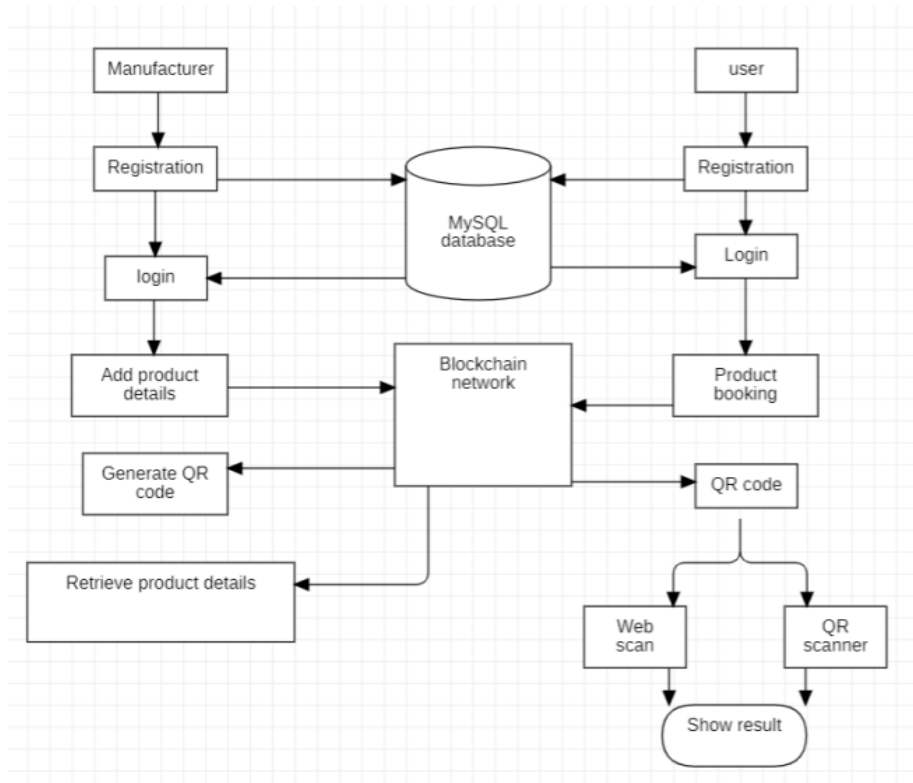 Manufacturer
user
Registration
Registration
MySQL
database
Login
login
Blockchain
network
Add product
details
Product
booking
Generate QR
code
QR code
Retrieve product details
Web
scan
QR
scanner
Show result